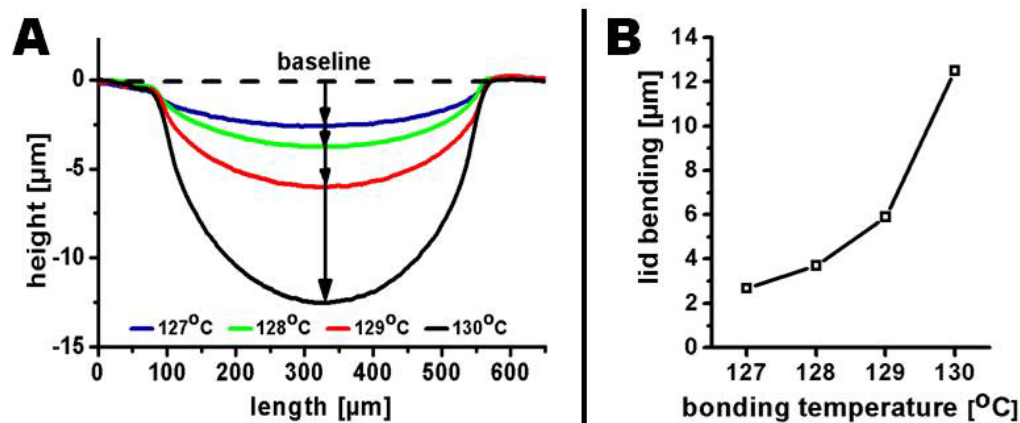 A
baseline
0
-5
-10
-15
height [µm]
127°C 128°C 129°C 130°C
0 100 200 300 400 500 600
length [µm]
B
14
12
10
8
6
4
2
0
lid bending [µm]
127 128 129 130
bonding temperature [°C]